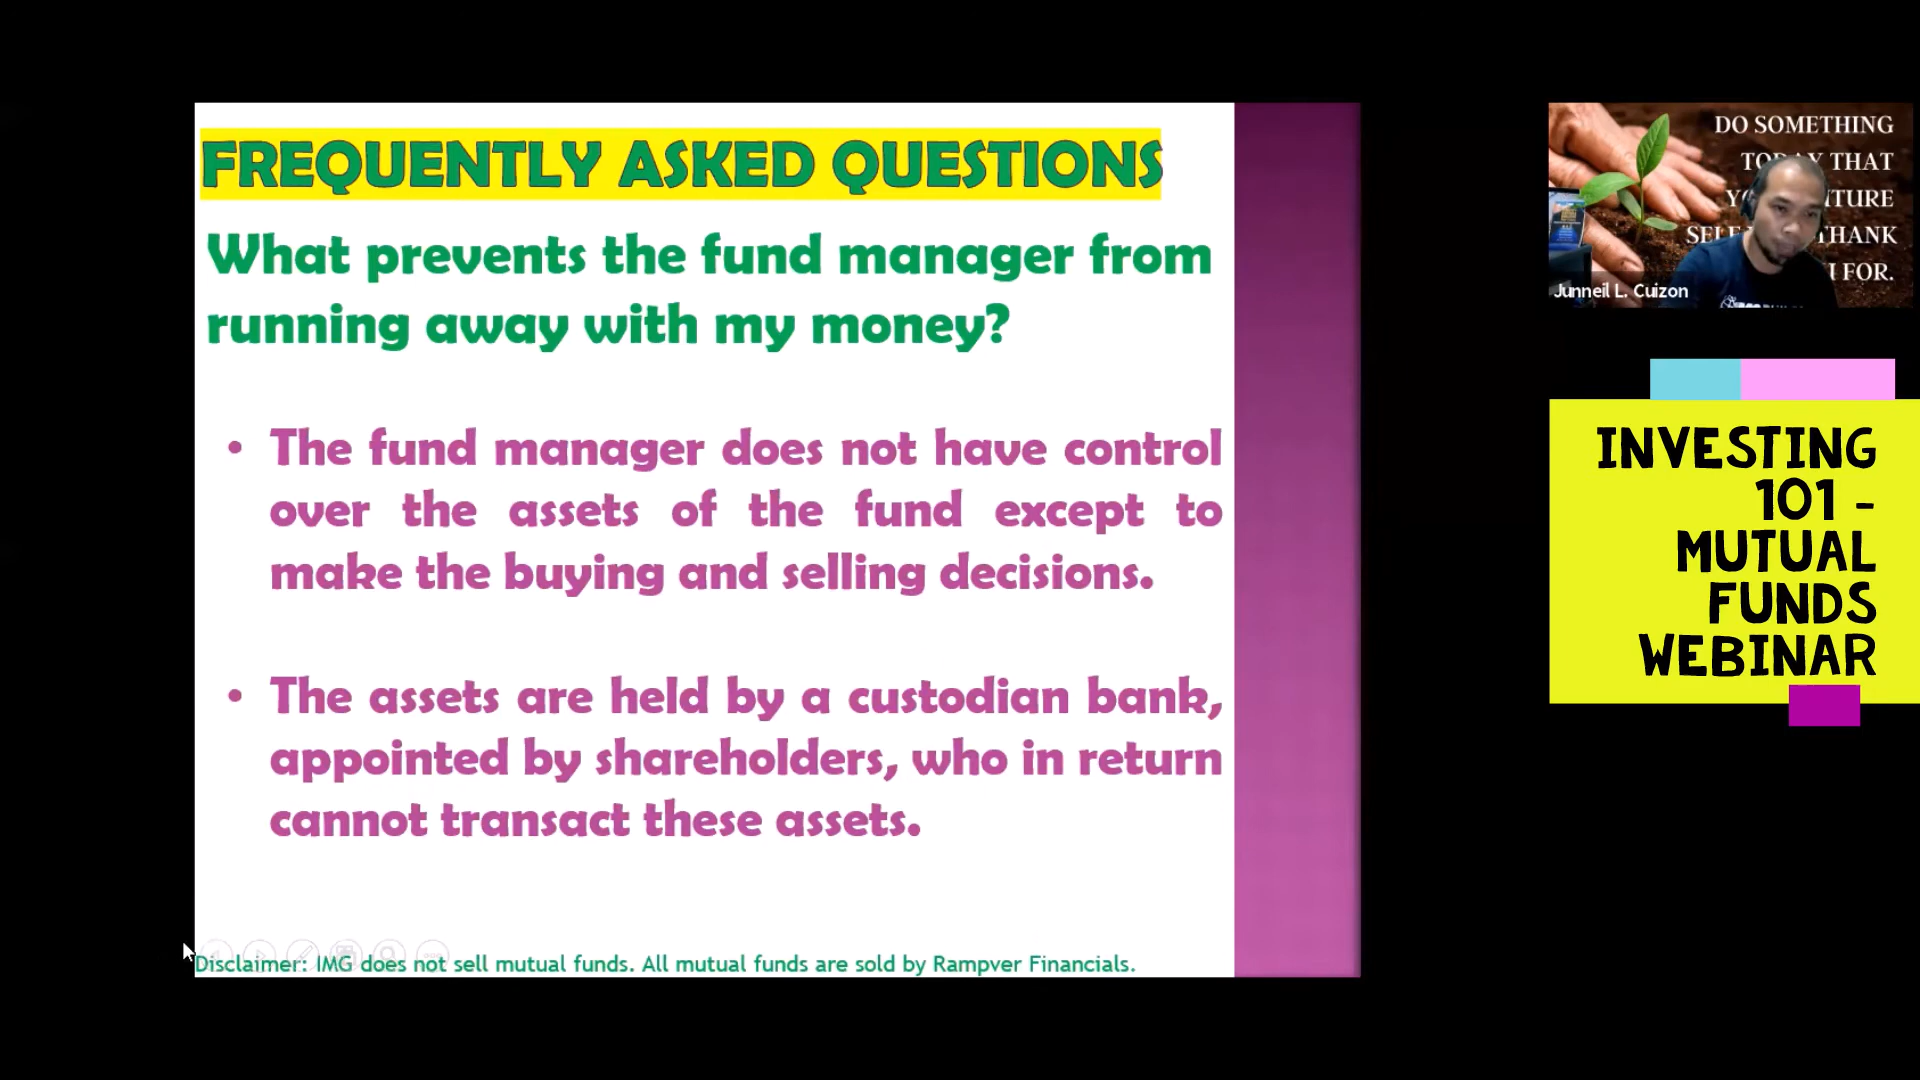 FREQUENTLY ASKED QUESTIONS
What prevents the fund manager from
running away with my money?
• The fund manager does not have control
over the assets of the fund except to
make the buying and selling decisions.
• The assets are held by a custodian bank,
appointed by shareholders, who in return
cannot transact these assets.
Disclaimer: IMG does not sell mutual funds. All mutual funds are sold by Rampver Financials.
DO SOMETHING
THAT
THANK
FOR.
Junneil L. Cuizon
INVESTING
101 -
MUTUAL
FUNDS
WEBINAR